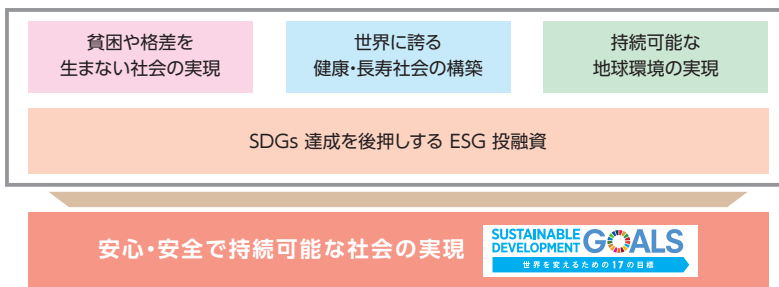 貧困や格差を
生まない社会の実現
世界に誇る
健康・長寿社会の構築
持続可能な
地球環境の実現
SDGs 達成を後押しする ESG 投融資
安心・安全で持続可能な社会の実現
SUSTAINABLE
DEVELOPMENT
GOALS
世界を変えるための17の目標